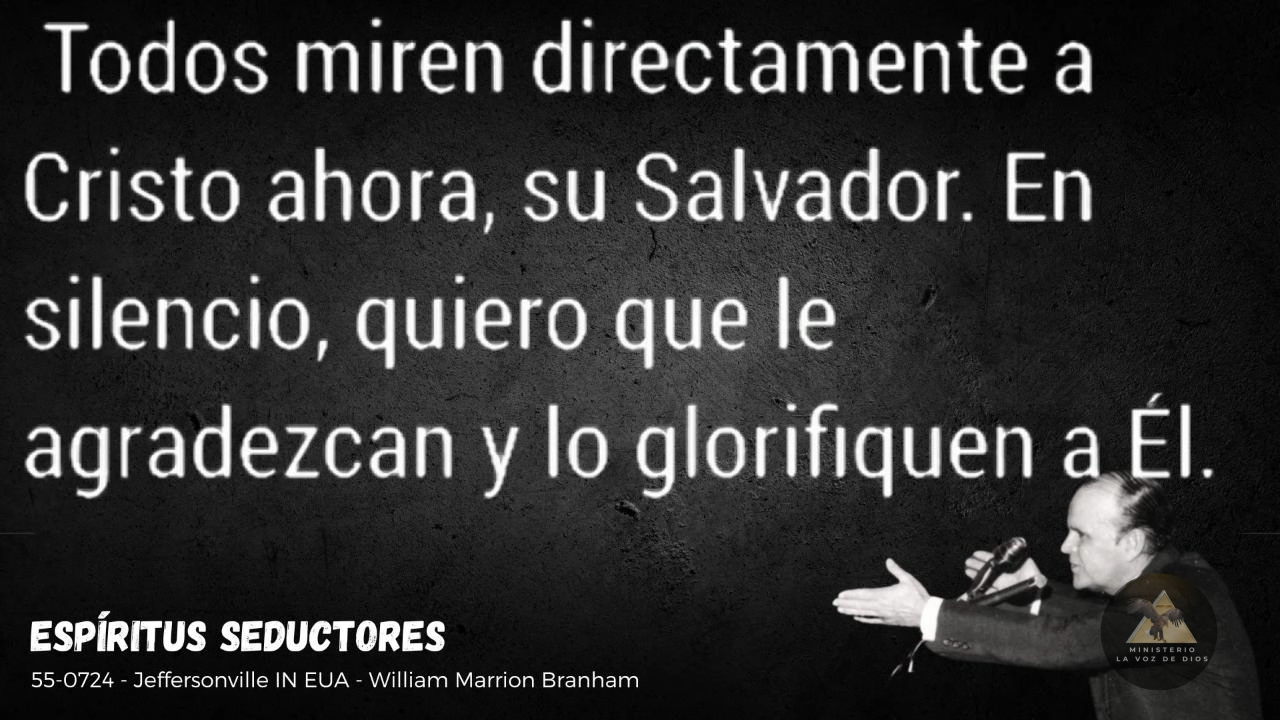 Todos miren directamente a
Cristo ahora, su Salvador. En
silencio, quiero que le
agradezcan y lo glorifiquen a Él.
ESPÍRITUS SEDUCTORES
55-0724 - Jeffersonville IN EUA - William Marrion Branham
MINISTERIO
LA VOZ DE DIOS